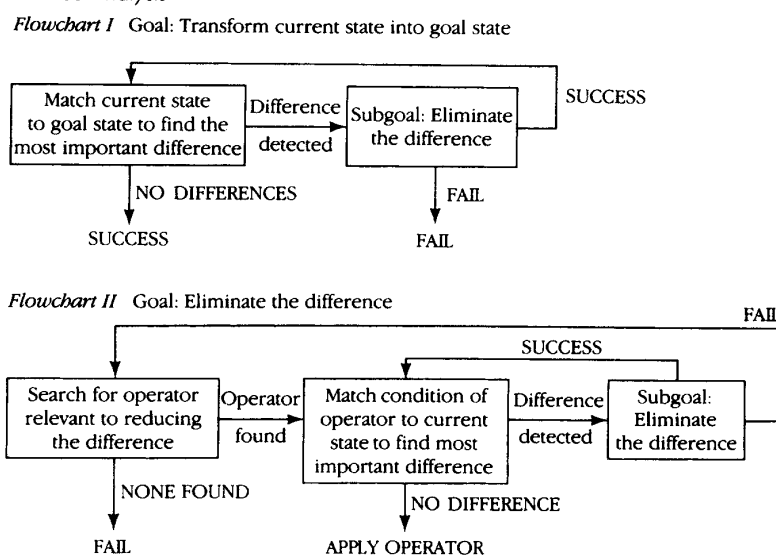 Flowchart I Goal: Transform current state into goal state
Match current state
to goal state to find the
most important difference
Difference
detected
Subgoal: Eliminate
the difference
SUCCESS
NO DIFFERENCES
SUCCESS
FAIL
FAIL
Flowchart II Goal: Eliminate the difference
FAIL
SUCCESS
Search for operator
relevant to reducing
the difference
Operator
found
Match condition of
operator to current
state to find most
important difference
Difference
detected
Subgoal:
Eliminate
the difference
NONE FOUND
FAIL
NO DIFFERENCE
APPLY OPERATOR